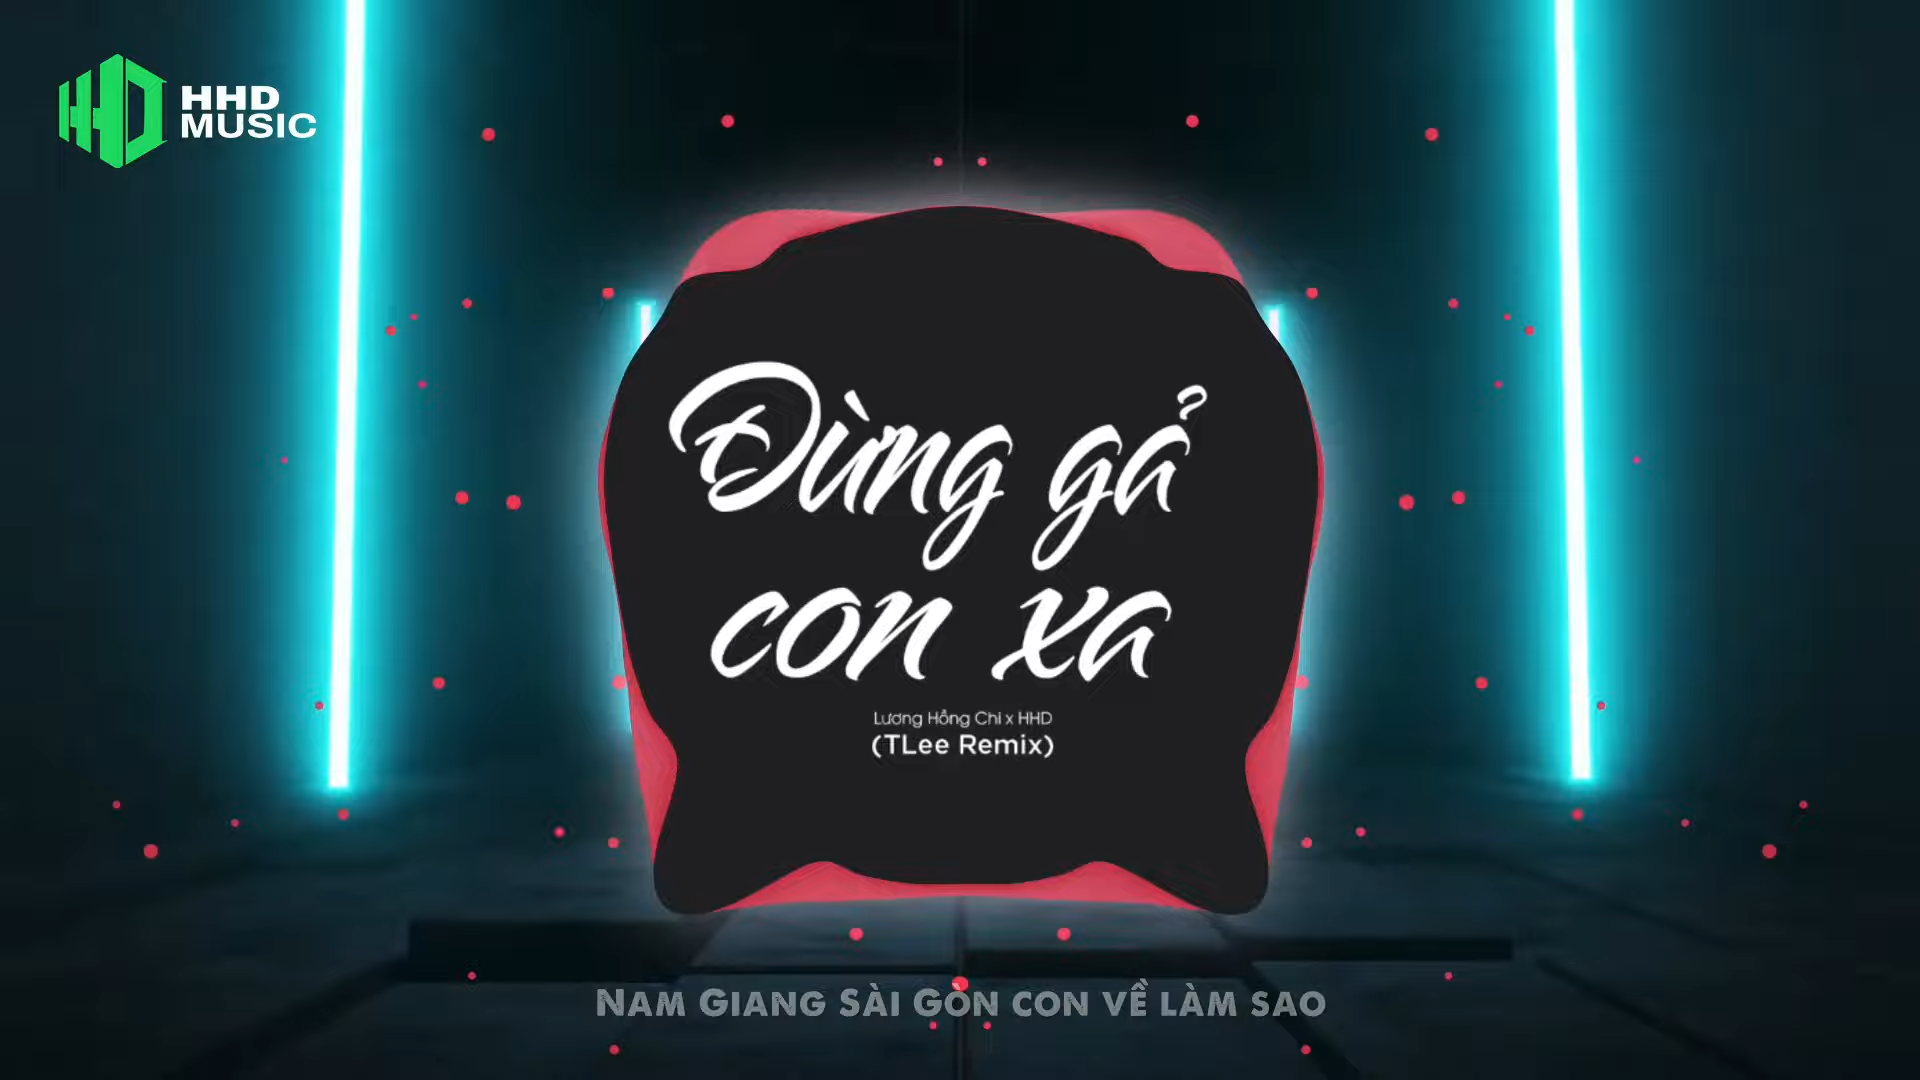 HHD
MUSIC
Đừng gả
con xa
Lương Hồng Chi x HHD
(TLee Remix)
NAM GIANG SÀI GÒN CON VỀ LÀM SAO